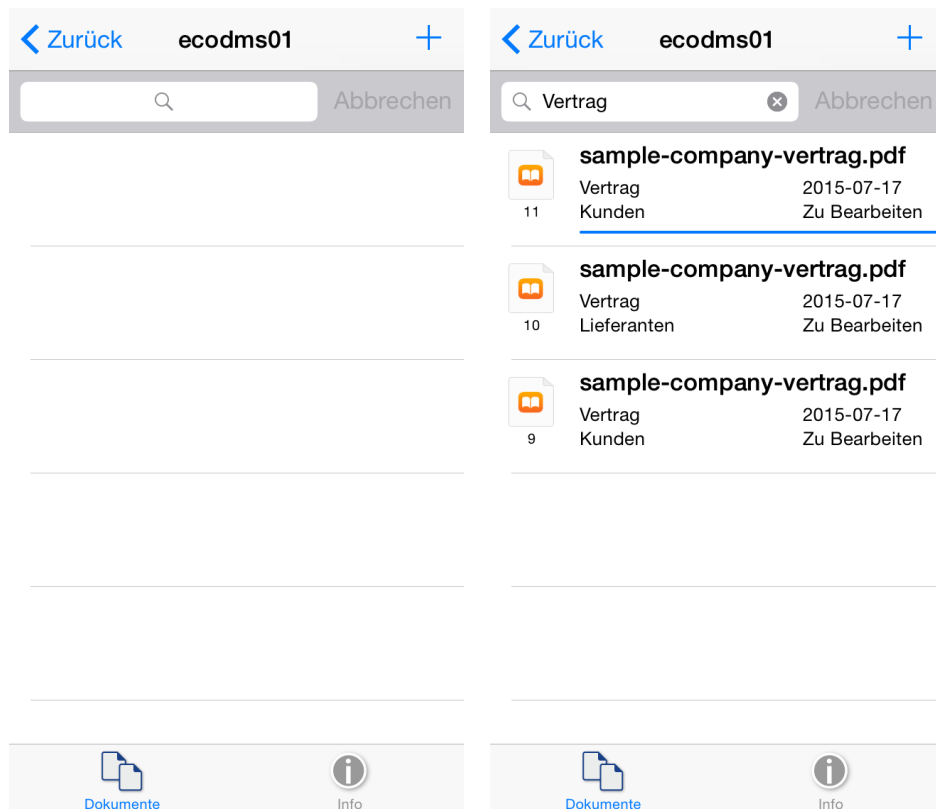 Zurück ecodms01 +
Abbrechen
Dokumente Info
Zurück ecodms01 +
Vertrag Abbrechen
sample-company-vertrag.pdf
Vertrag 2015-07-17
11 Kunden Zu Bearbeiten
sample-company-vertrag.pdf
Vertrag 2015-07-17
10 Lieferanten Zu Bearbeiten
sample-company-vertrag.pdf
Vertrag 2015-07-17
9 Kunden Zu Bearbeiten
Dokumente Info